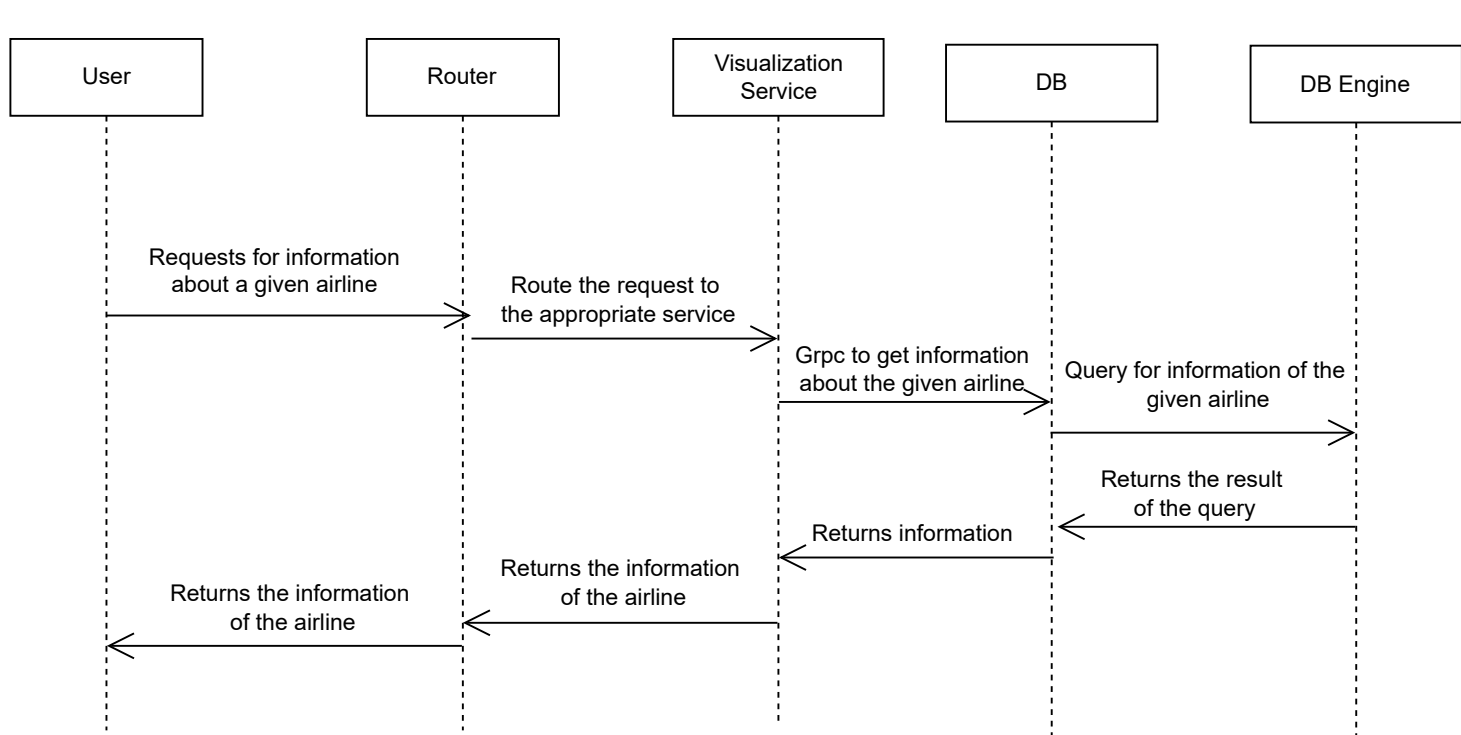 User
Router
Visualization
Service
DB
DB Engine
Requests for information
about a given airline
Route the request to
the appropriate service
Grpc to get information
about the given airline
Query for information of the
given airline
Returns the result
of the query
Returns information
Returns the information
of the airline
Returns the information
of the airline